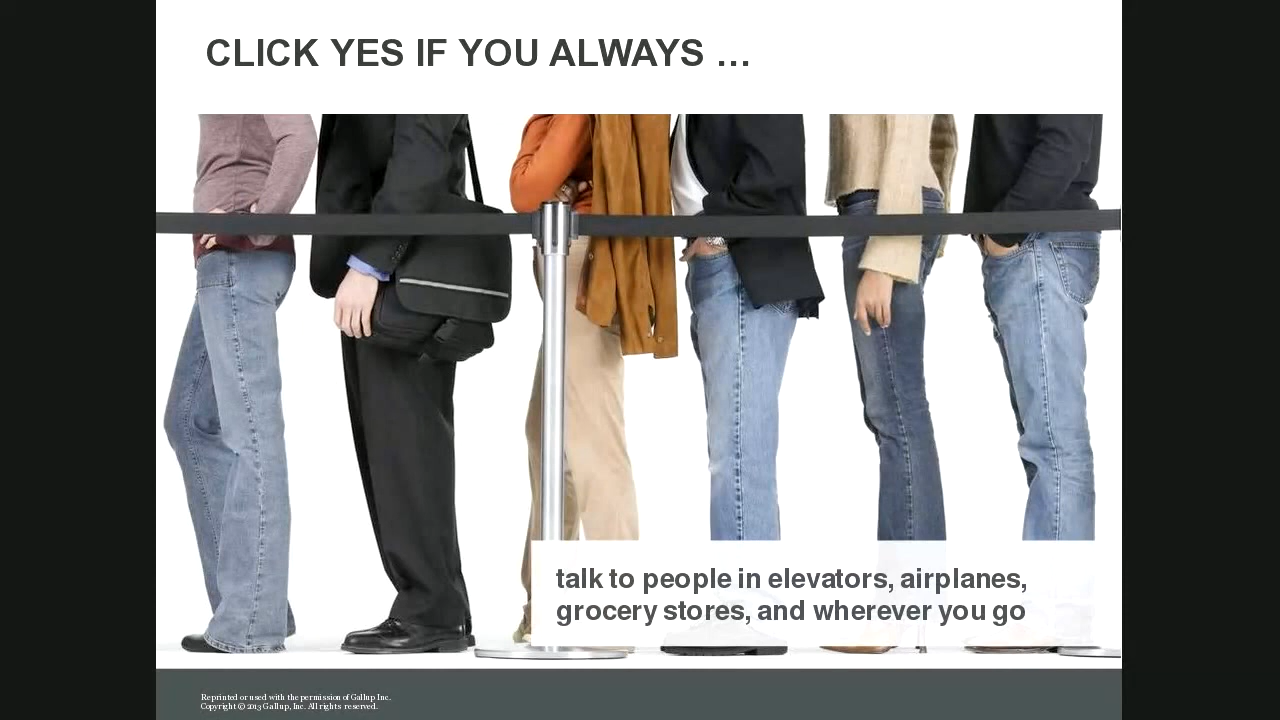 CLICK YES IF YOU ALWAYS ...
talk to people in elevators, airplanes,
grocery stores, and wherever you go
Reprinted or used with the permission of Gallup Inc.
Copyright © 2013 Gallup, Inc. All rights reserved.